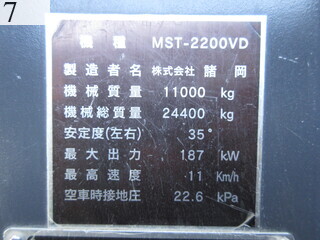 7
機種 MST-2200VD
製造者名 株式会社 諸岡
機械質量 11000 kg
機械総質量 24400 kg
安定度(左右) 35°
最大出力 187 kW
最高速度 11 Km/h
空車時接地圧 22.6 kPa